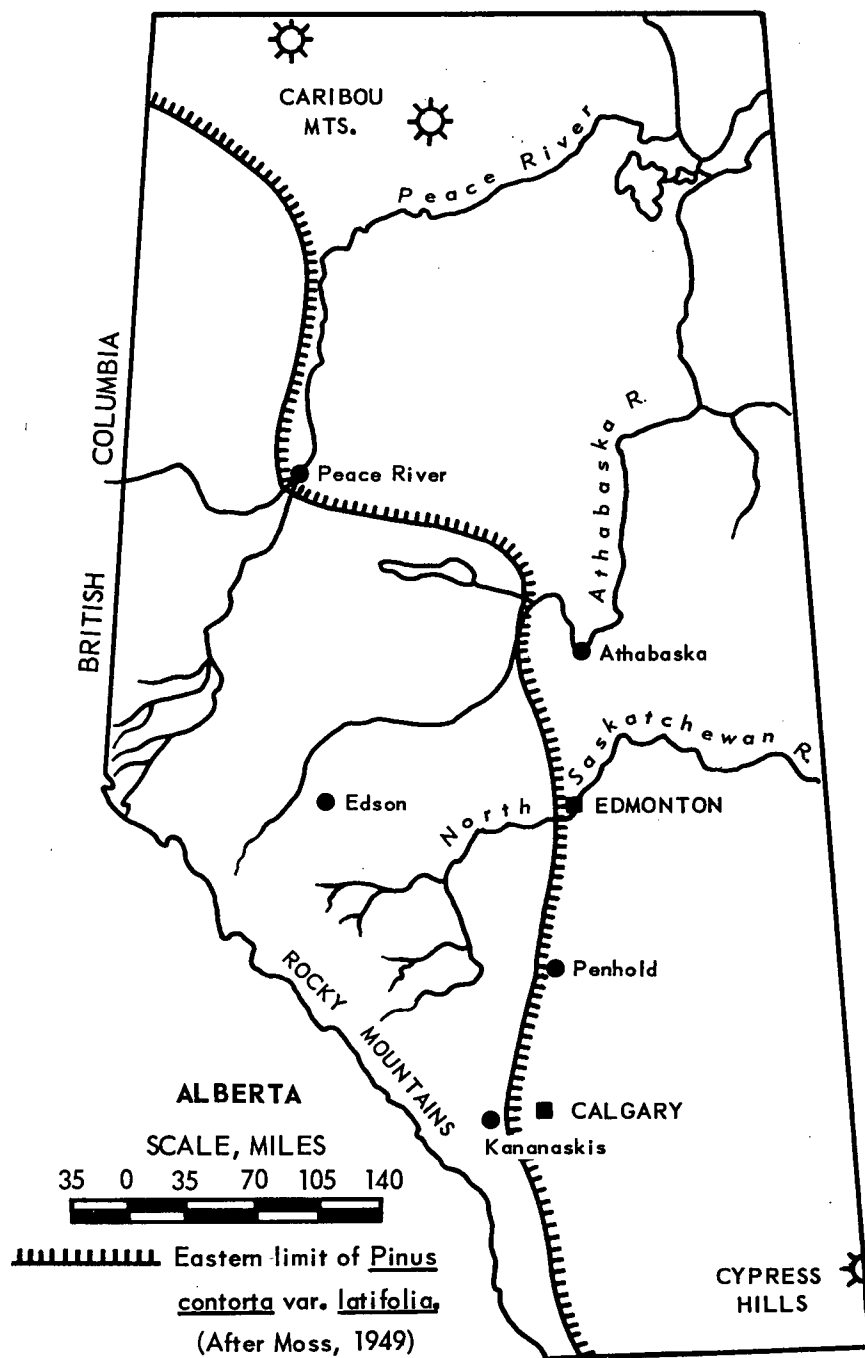 CARIBOU
MTS.
Peace River
COLUMBIA
BRITISH
Peace River
Athabaska R.
Athabaska
North Saskatchewan R.
Edson
EDMONTON
Penhold
ROCKY MOUNTAINS
ALBERTA
CALGARY
SCALE, MILES
Kananaskis
35 0 35 70 105 140
Eastern limit of Pinus
contorta var. latifolia.
(After Moss, 1949)
CYPRESS
HILLS